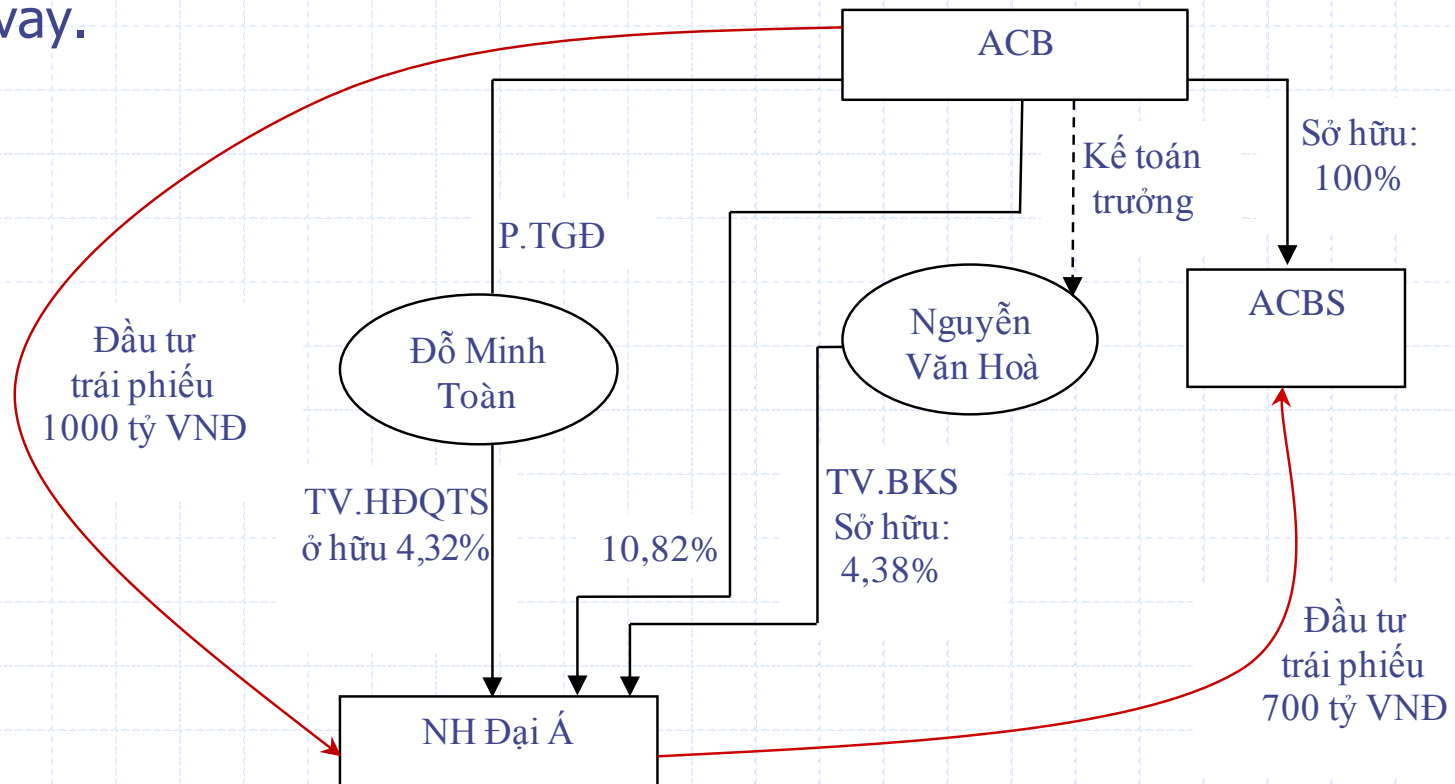 vay.
ACB
Sở hữu:
100%
Kế toán
trưởng
P.TGĐ
ACBS
Nguyễn
Văn Hoà
Đỗ Minh
Toàn
Đầu tư
trái phiếu
1000 tỷ VNĐ
TV.HĐQTS
ở hữu 4,32%
10,82%
TV.BKS
Sở hữu:
4,38%
Đầu tư
trái phiếu
700 tỷ VNĐ
NH Đại Á